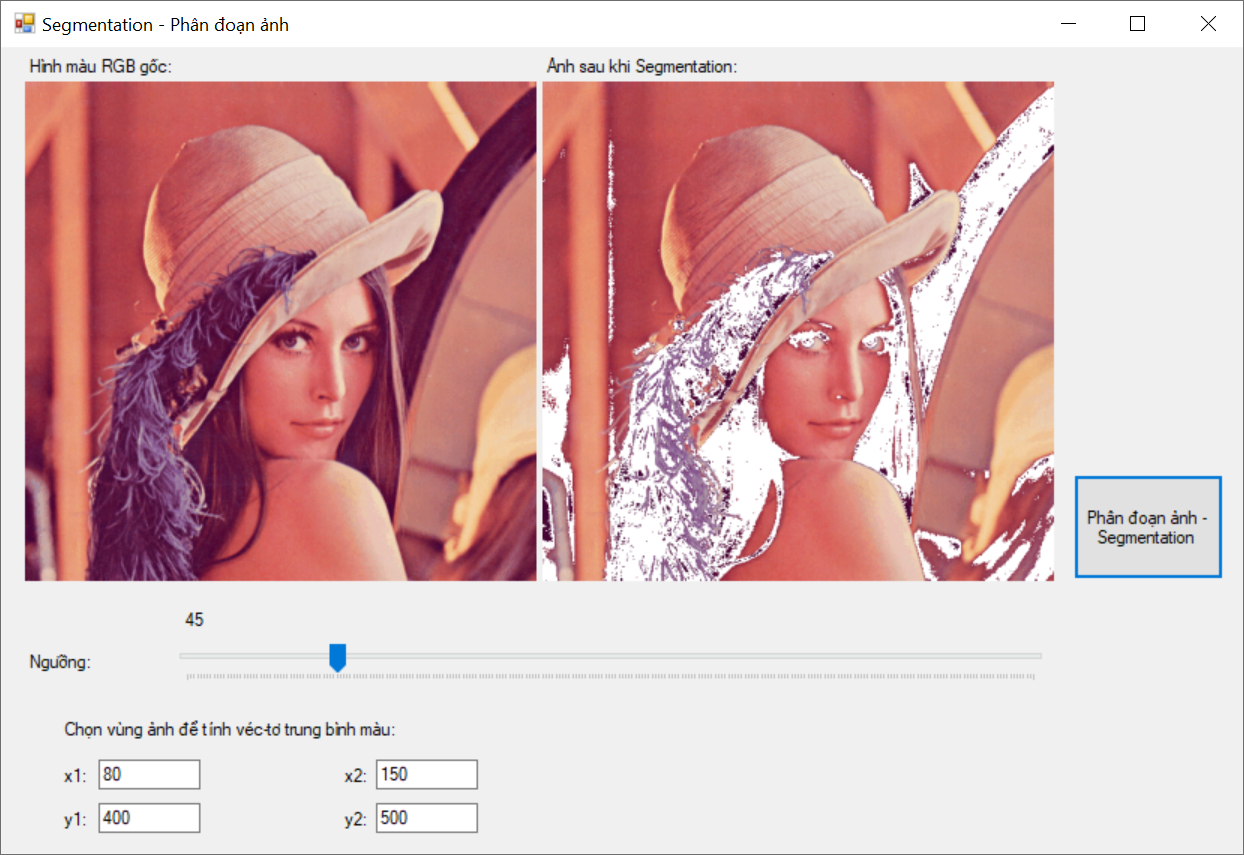 Segmentation - Phân đoạn ảnh
Hình màu RGB gốc:
Ảnh sau khi Segmentation:
Phân đoạn ảnh -
Segmentation
45
Ngưỡng:
Chọn vùng ảnh để tính véc-tơ trung bình màu:
x1: 80
x2: 150
y1: 400
y2: 500